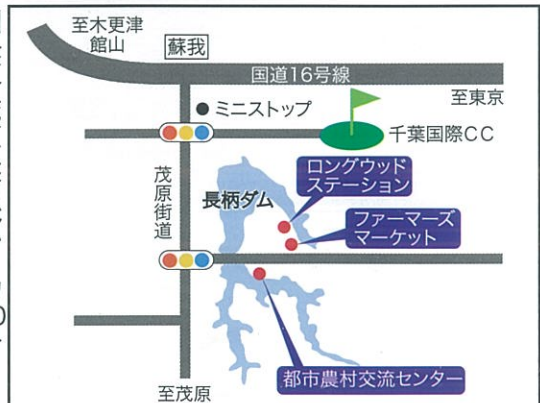 至木更津
館山
蘇我
国道16号線
至東京
ミニストップ
千葉国際CC
ロングウッド
ステーション
茂原街道
長柄ダム
ファーマーズ
マーケット
都市農村交流センター
至茂原